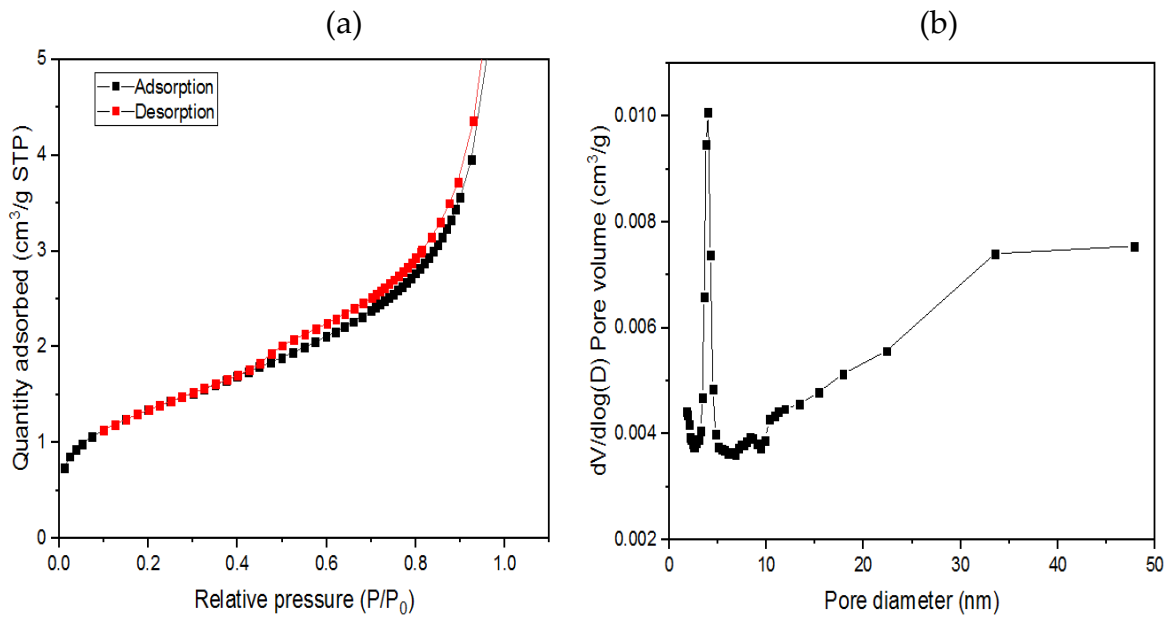 (a)
Quantity adsorbed (cm³/g STP)
5
4
3
2
1
0
Adsorption
Desorption
0.0 0.2 0.4 0.6 0.8 1.0
Relative pressure (P/P₀)
(b)
dV/dlog(D) Pore volume (cm³/g)
0.010
0.008
0.006
0.004
0.002
0 10 20 30 40 50
Pore diameter (nm)